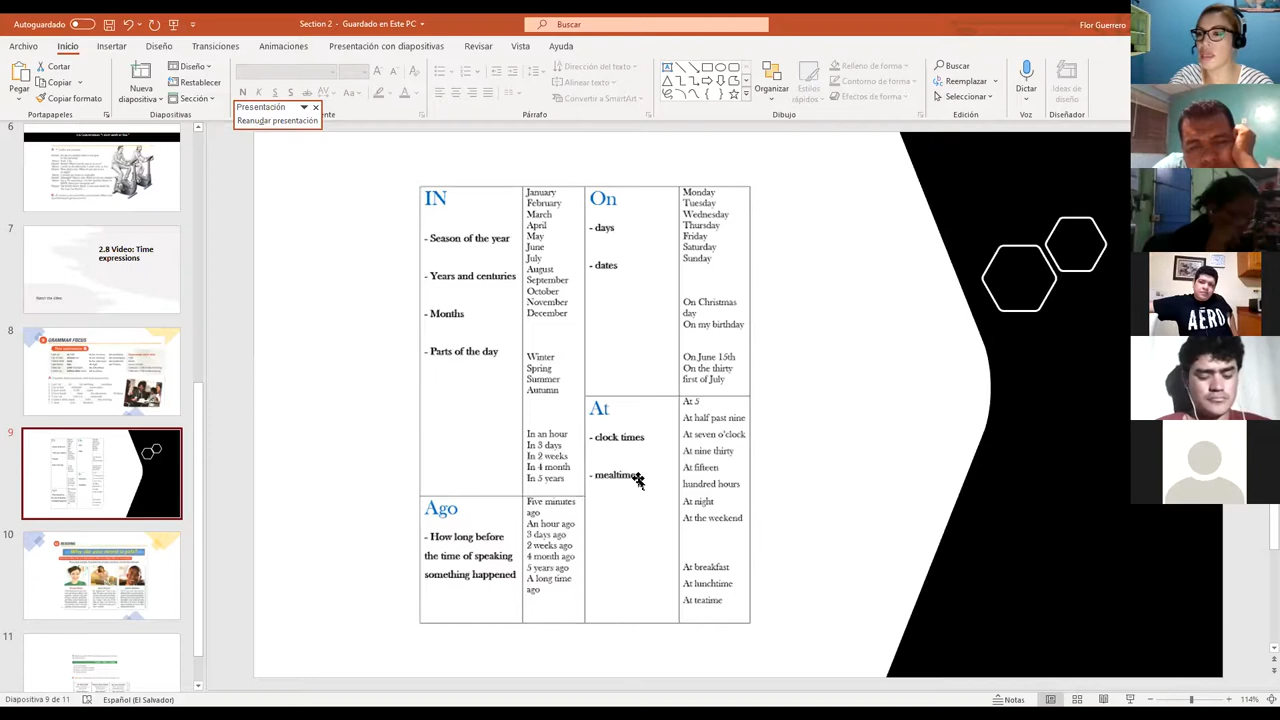 Autoguardado
Section 2 - Guardado en Este PC
Buscar
Flor Guerrero
Archivo
Inicio
Insertar
Diseño
Transiciones
Animaciones
Presentación con diapositivas
Revisar
Vista
Ayuda
Pegar
Cortar
Copiar
Copiar formato
Portapapeles
Nueva
diapositiva
Diseño
Restablecer
Sección
Diapositivas
Presentación
Reanudar presentación
Dirección del texto
Alinear texto
Convertir a SmartArt
Párrafo
Organizar
Estilos
rápidos
Relleno de forma
Contorno de forma
Efectos de forma
Dibujo
Buscar
Reemplazar
Seleccionar
Edición
Dictar
Voz
Ideas de
diseño
Diseñador
6
7
2.8 Video: Time
expressions
8
GRAMMAR FOCUS
9
10
11
IN
- Season of the year
- Years and centuries
- Months
- Parts of the day
January
February
March
April
May
June
July
August
September
October
November
December
Winter
Spring
Summer
Autumn
In an hour
In 3 days
In 2 weeks
In 4 month
In 5 years
On
- days
- dates
Monday
Tuesday
Wednesday
Thursday
Friday
Saturday
Sunday
On Christmas
day
On my birthday
On June 15th
On the thirty
first of July
At
- clock times
- mealtimes
At 5
At half past nine
At seven o'clock
At nine thirty
At fifteen
hundred hours
At night
At the weekend
At breakfast
At lunchtime
At teatime
Ago
- How long before
the time of speaking
something happened
Five minutes
ago
An hour ago
3 days ago
2 weeks ago
4 month ago
5 years ago
A long time
ago
AÉRO
Diapositiva 9 de 11
Español (El Salvador)
Notas
114%